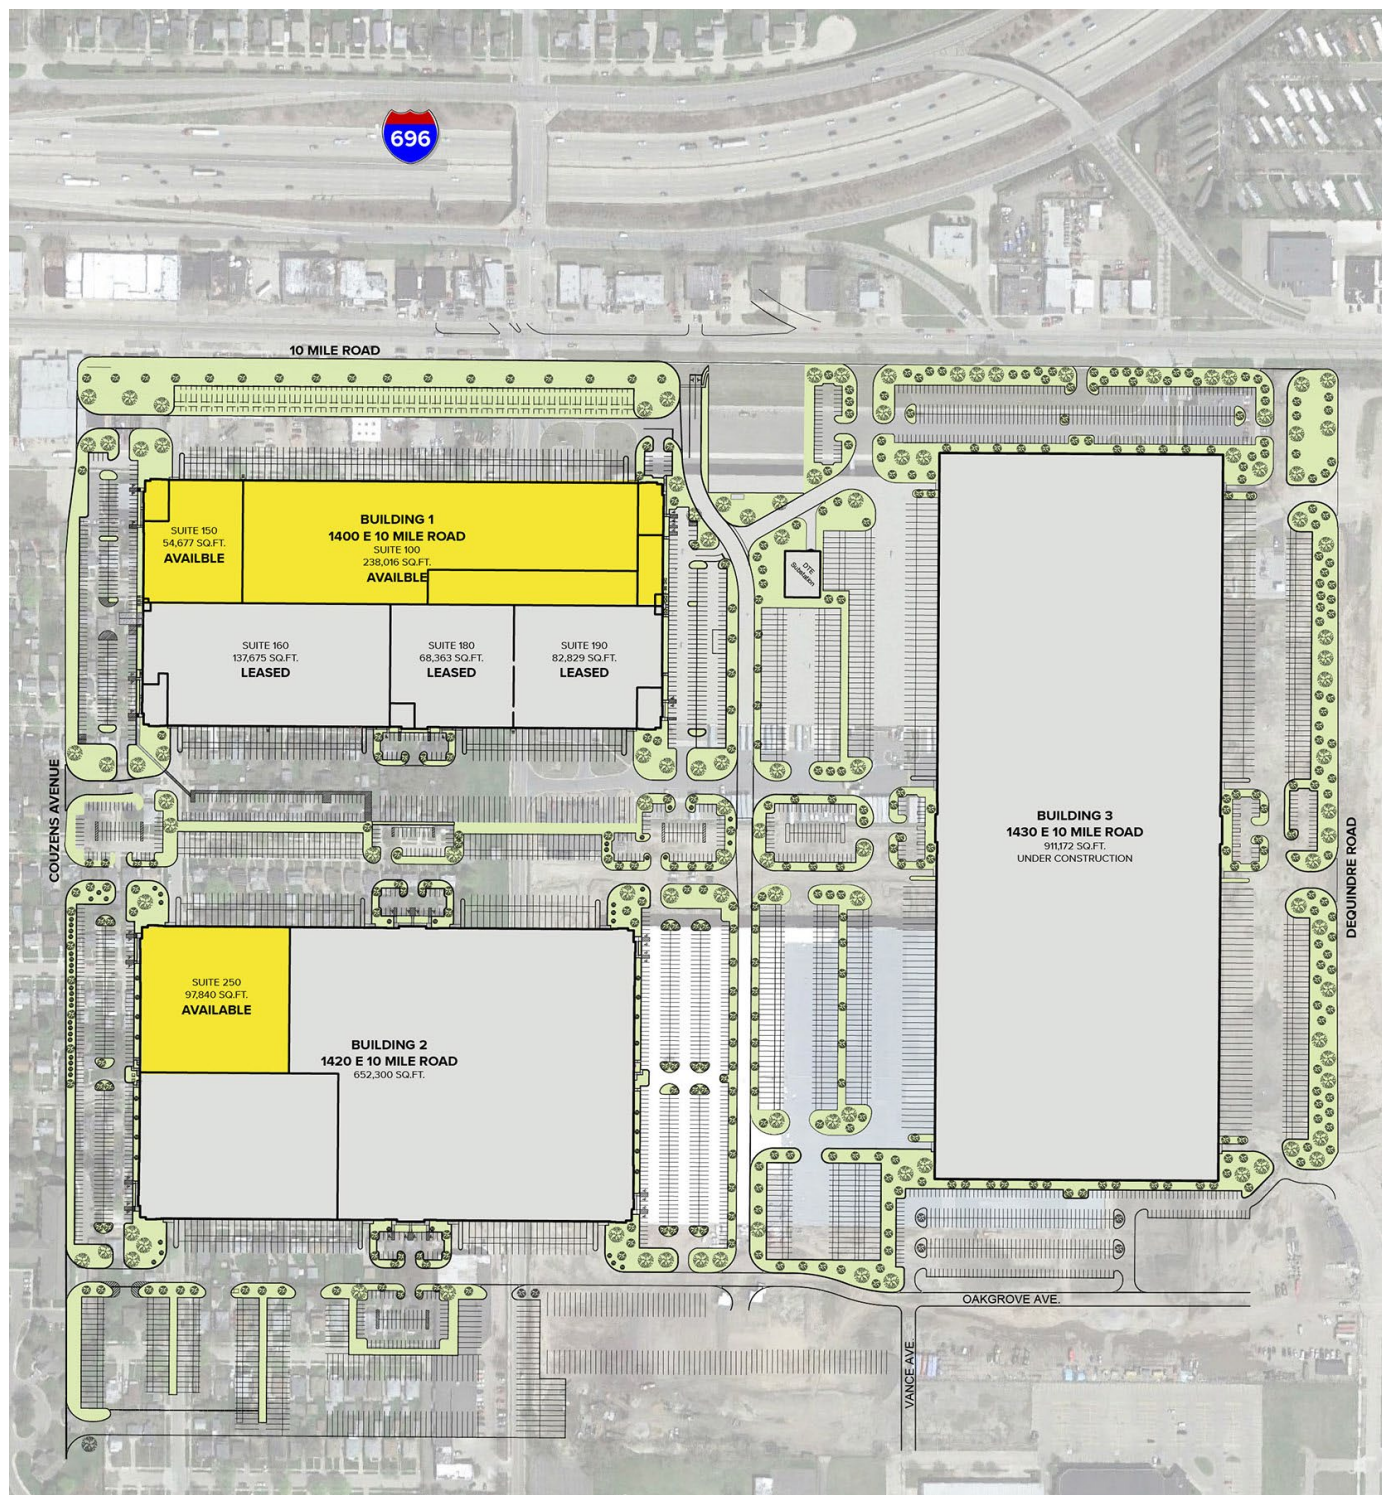 696
10 MILE ROAD
SUITE 150
54,677 SQ.FT.
AVAILBLE
BUILDING 1
1400 E 10 MILE ROAD
SUITE 100
238,016 SQ.FT.
AVAILBLE
DTE
Substation
SUITE 160
137,675 SQ.FT.
LEASED
SUITE 180
68,363 SQ.FT.
LEASED
SUITE 190
82,829 SQ.FT.
LEASED
COUZENS AVENUE
BUILDING 3
1430 E 10 MILE ROAD
911,172 SQ.FT.
UNDER CONSTRUCTION
DEQUINDRE ROAD
SUITE 250
97,840 SQ.FT.
AVAILABLE
BUILDING 2
1420 E 10 MILE ROAD
652,300 SQ.FT.
OAKGROVE AVE.
VANCE AVE.